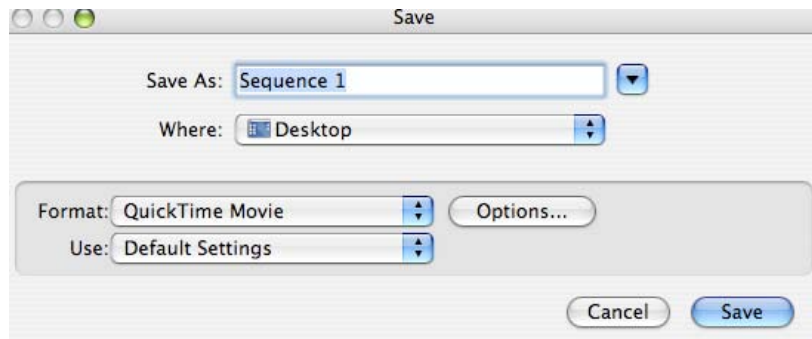 Save
Save As: Sequence 1
Where: Desktop
Format: QuickTime Movie Options...
Use: Default Settings
Cancel Save